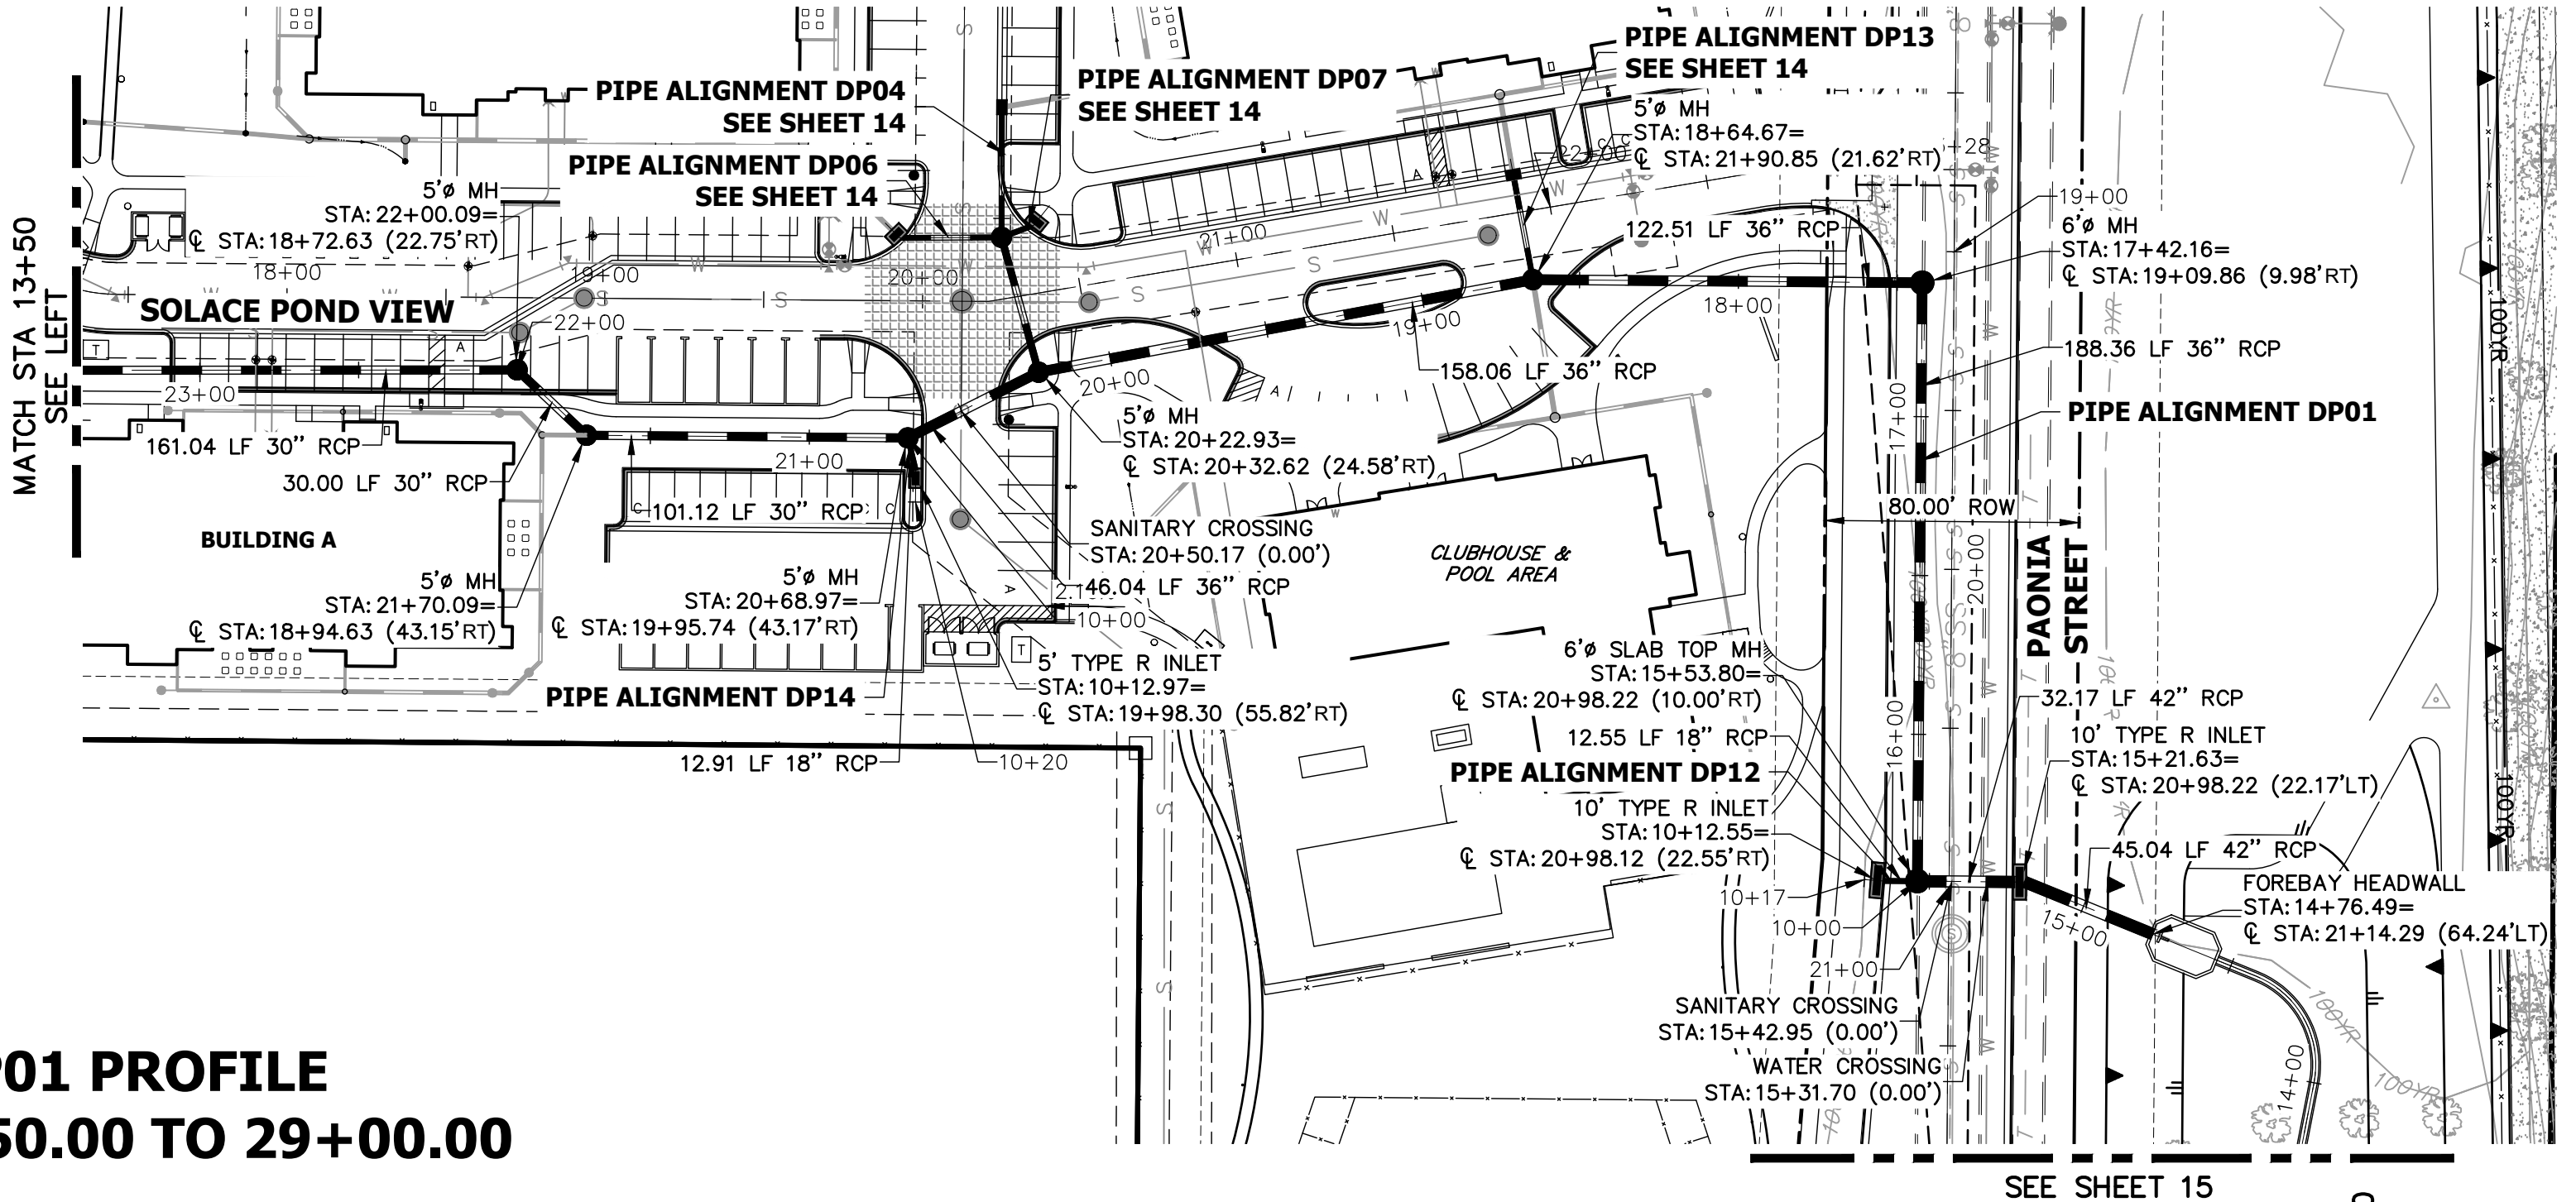 PIPE ALIGNMENT DP04
SEE SHEET 14
PIPE ALIGNMENT DP07
SEE SHEET 14
PIPE ALIGNMENT DP13
SEE SHEET 14
PIPE ALIGNMENT DP06
SEE SHEET 14
5'ø MH
STA: 18+64.67=
℄ STA: 21+90.85 (21.62'RT)
22+00
+28
5'ø MH
STA: 22+00.09=
℄ STA: 18+72.63 (22.75'RT)
18+00
19+00
20+00
21+00
122.51 LF 36" RCP
19+00
6'ø MH
STA: 17+42.16=
℄ STA: 19+09.86 (9.98'RT)
MATCH STA 13+50
SEE LEFT
SOLACE POND VIEW
22+00
T
A
23+00
161.04 LF 30" RCP
30.00 LF 30" RCP
BUILDING A
21+00
101.12 LF 30" RCP
C
C
20+00
19+00
18+00
158.06 LF 36" RCP
188.36 LF 36" RCP
PIPE ALIGNMENT DP01
17+00
80.00' ROW
PAONIA
STREET
20+00
5'ø MH
STA: 20+22.93=
℄ STA: 20+32.62 (24.58'RT)
SANITARY CROSSING
STA: 20+50.17 (0.00')
46.04 LF 36" RCP
10+00
CLUBHOUSE &
POOL AREA
5'ø MH
STA: 21+70.09=
℄ STA: 18+94.63 (43.15'RT)
5'ø MH
STA: 20+68.97=
℄ STA: 19+95.74 (43.17'RT)
T
5' TYPE R INLET
STA: 10+12.97=
℄ STA: 19+98.30 (55.82'RT)
PIPE ALIGNMENT DP14
12.91 LF 18" RCP
10+20
6'ø SLAB TOP MH
STA: 15+53.80=
℄ STA: 20+98.22 (10.00'RT)
12.55 LF 18" RCP
PIPE ALIGNMENT DP12
10' TYPE R INLET
STA: 10+12.55=
℄ STA: 20+98.12 (22.55'RT)
16+00
32.17 LF 42" RCP
10' TYPE R INLET
STA: 15+21.63=
℄ STA: 20+98.22 (22.17'LT)
45.04 LF 42" RCP
FOREBAY HEADWALL
STA: 14+76.49=
℄ STA: 21+14.29 (64.24'LT)
10+17
10+00
21+00
15+00
SANITARY CROSSING
STA: 15+42.95 (0.00')
WATER CROSSING
STA: 15+31.70 (0.00')
14+00
100YR
100YR
100YR
100YR
01 PROFILE
50.00 TO 29+00.00
SEE SHEET 15